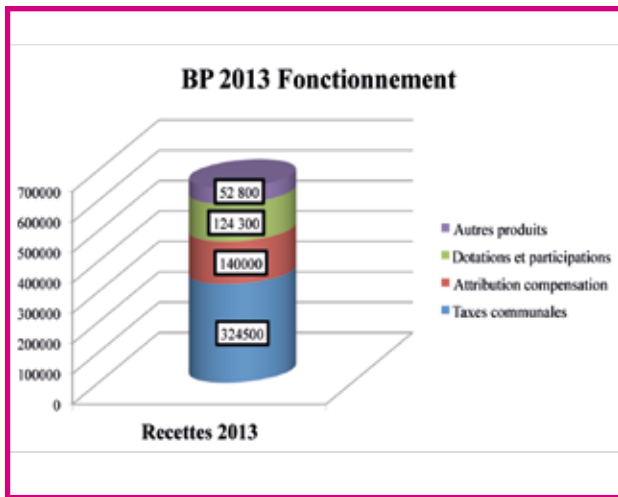 BP 2013 Fonctionnement
700000
600000
500000
400000
300000
200000
100000
0
52 800
124 300
140000
324500
Recettes 2013
Autres produits
Dotations et participations
Attribution compensation
Taxes communales